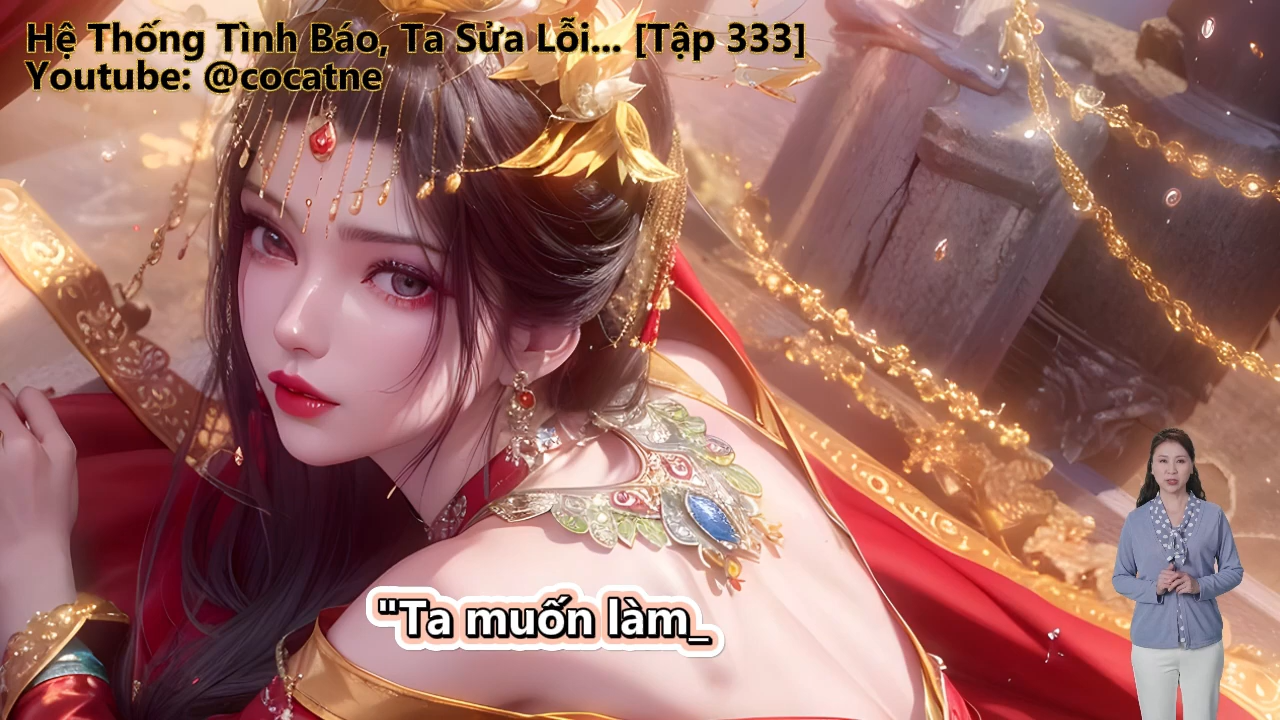 Hệ Thống Tình Báo, Ta Sửa Lỗi... [Tập 333]
Youtube: @cocatne
"Ta muốn làm_